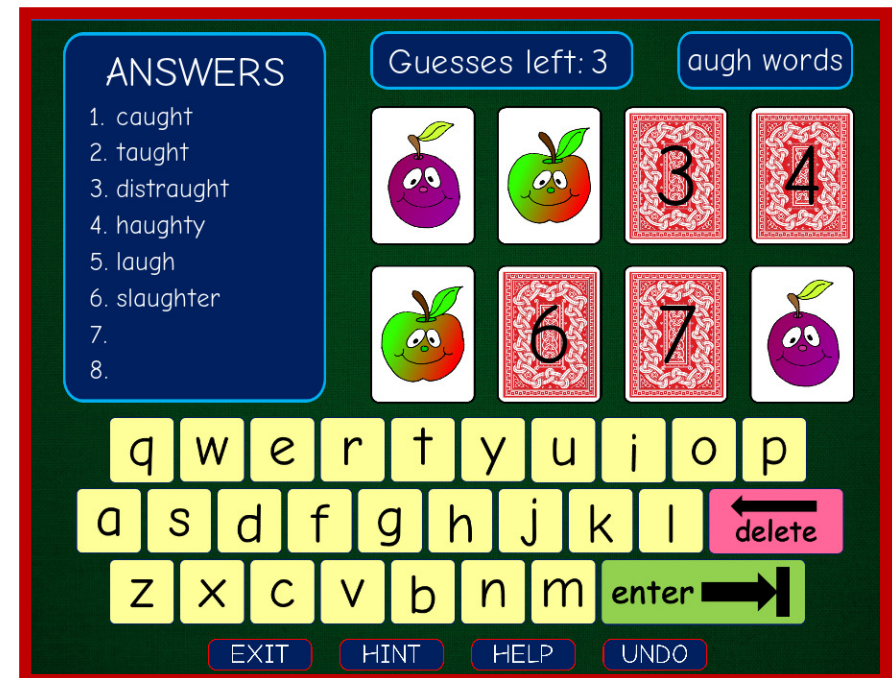 ANSWERS
1. caught
2. taught
3. distraught
4. haughty
5. laugh
6. slaughter
7.
8.
Guesses left: 3
augh words
3 4
6 7
q w e r t y u i o p
a s d f g h j k l delete
z x c v b n m enter
EXIT HINT HELP UNDO